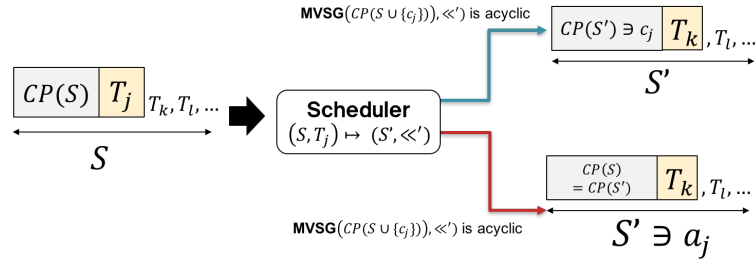 MVSG(CP(S ∪ {c_j})),≪′) is acyclic
CP(S′) ∋ c_j T_k , T_l, ...
S'
CP(S) T_j T_k, T_l, ...
S
Scheduler
(S, T_j) ↦ (S′,≪′)
CP(S)
= CP(S′) T_k , T_l, ...
MVSG(CP(S ∪ {c_j})),≪′) is acyclic
S' ∋ a_j